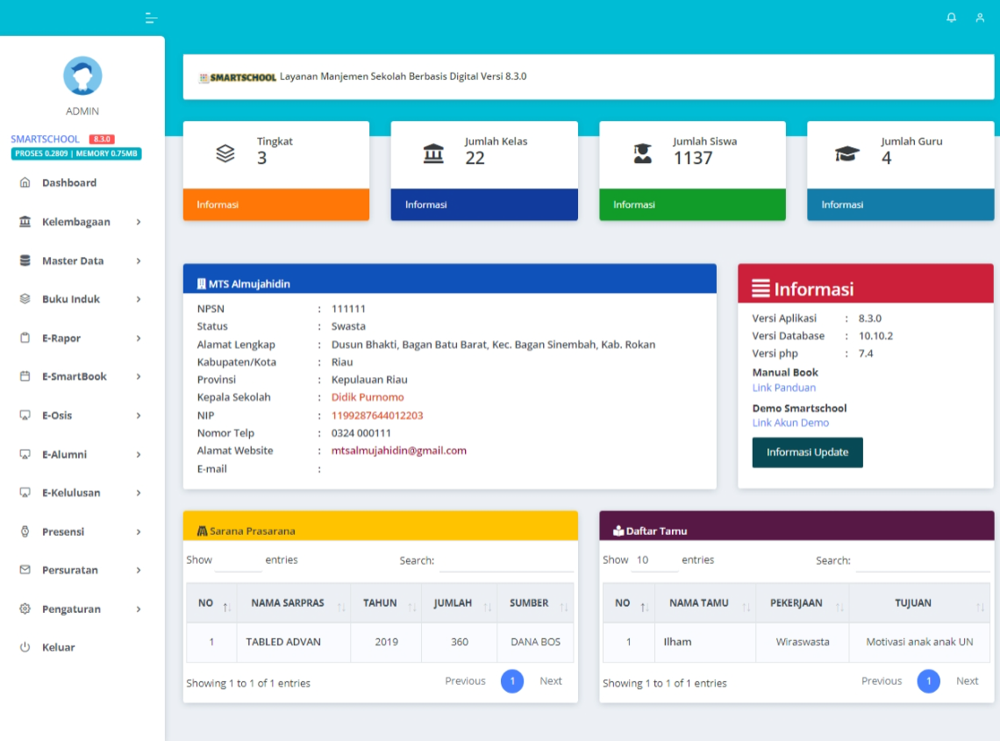 ADMIN
SMARTSCHOOL 8.3.0
PROSES 0.2809 | MEMORY 0.75MB
Dashboard
Kelembagaan
Master Data
Buku Induk
E-Rapor
E-SmartBook
E-Osis
E-Alumni
E-Kelulusan
Presensi
Persuratan
Pengaturan
Keluar
SMARTSCHOOL Layanan Manjemen Sekolah Berbasis Digital Versi 8.3.0
Tingkat
3
Informasi
Jumlah Kelas
22
Informasi
Jumlah Siswa
1137
Informasi
Jumlah Guru
4
Informasi
MTS Almujahidin
NPSN : 111111
Status : Swasta
Alamat Lengkap : Dusun Bhakti, Bagan Batu Barat, Kec. Bagan Sinembah, Kab. Rokan
Kabupaten/Kota : Riau
Provinsi : Kepulauan Riau
Kepala Sekolah : Didik Purnomo
NIP : 1199287644012203
Nomor Telp : 0324 000111
Alamat Website : mtsalmujahidin@gmail.com
E-mail :
Informasi
Versi Aplikasi : 8.3.0
Versi Database : 10.10.2
Versi php : 7.4
Manual Book
Link Panduan
Demo Smartschool
Link Akun Demo
Informasi Update
Sarana Prasarana
Show entries Search:
NO NAMA SARPRAS TAHUN JUMLAH SUMBER
1 TABLED ADVAN 2019 360 DANA BOS
Showing 1 to 1 of 1 entries Previous 1 Next
Daftar Tamu
Show 10 entries Search:
NO NAMA TAMU PEKERJAAN TUJUAN
1 Ilham Wiraswasta Motivasi anak anak UN
Showing 1 to 1 of 1 entries Previous 1 Next